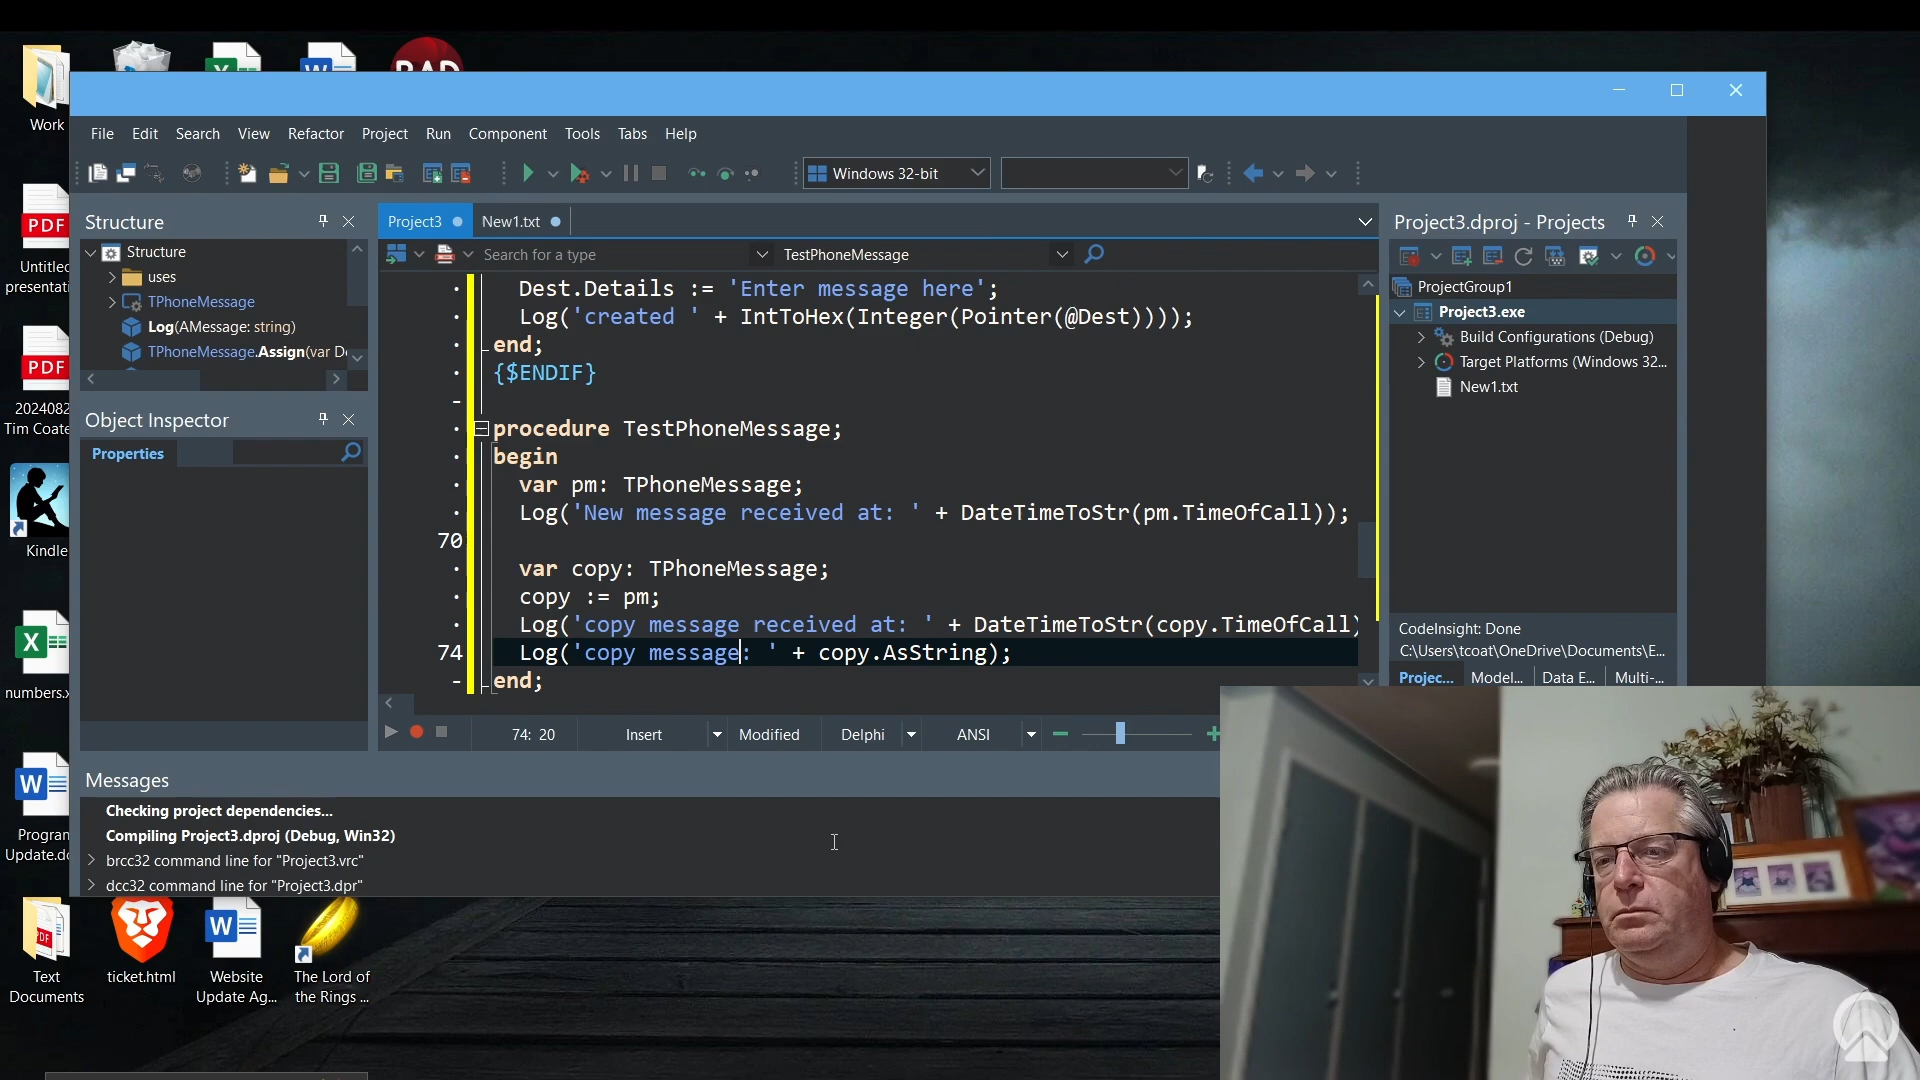 RAD
Work
File Edit Search View Refactor Project Run Component Tools Tabs Help
Windows 32-bit
Structure
Structure
uses
TPhoneMessage
Log(AMessage: string)
TPhoneMessage.Assign(var De
Object Inspector
Properties
Project3 New1.txt
Search for a type TestPhoneMessage
Dest.Details := 'Enter message here';
Log('created ' + IntToHex(Integer(Pointer(@Dest))));
end;
{$ENDIF}
procedure TestPhoneMessage;
begin
var pm: TPhoneMessage;
Log('New message received at: ' + DateTimeToStr(pm.TimeOfCall));
70
var copy: TPhoneMessage;
copy := pm;
Log('copy message received at: ' + DateTimeToStr(copy.TimeOfCall)
74 Log('copy message: ' + copy.AsString);
end;
74: 20 Insert Modified Delphi ANSI
Project3.dproj - Projects
ProjectGroup1
Project3.exe
Build Configurations (Debug)
Target Platforms (Windows 32...
New1.txt
CodeInsight: Done
C:\Users\tcoat\OneDrive\Documents\E...
Projec... Model... Data E... Multi-...
Messages
Checking project dependencies...
Compiling Project3.dproj (Debug, Win32)
brcc32 command line for "Project3.vrc"
dcc32 command line for "Project3.dpr"
PDF
Untitled
presentati
PDF
2024082
Tim Coate
Kindle
numbers.x
Program
Update.do
PDF
Text
Documents
ticket.html
Website
Update Ag...
The Lord of
the Rings ...